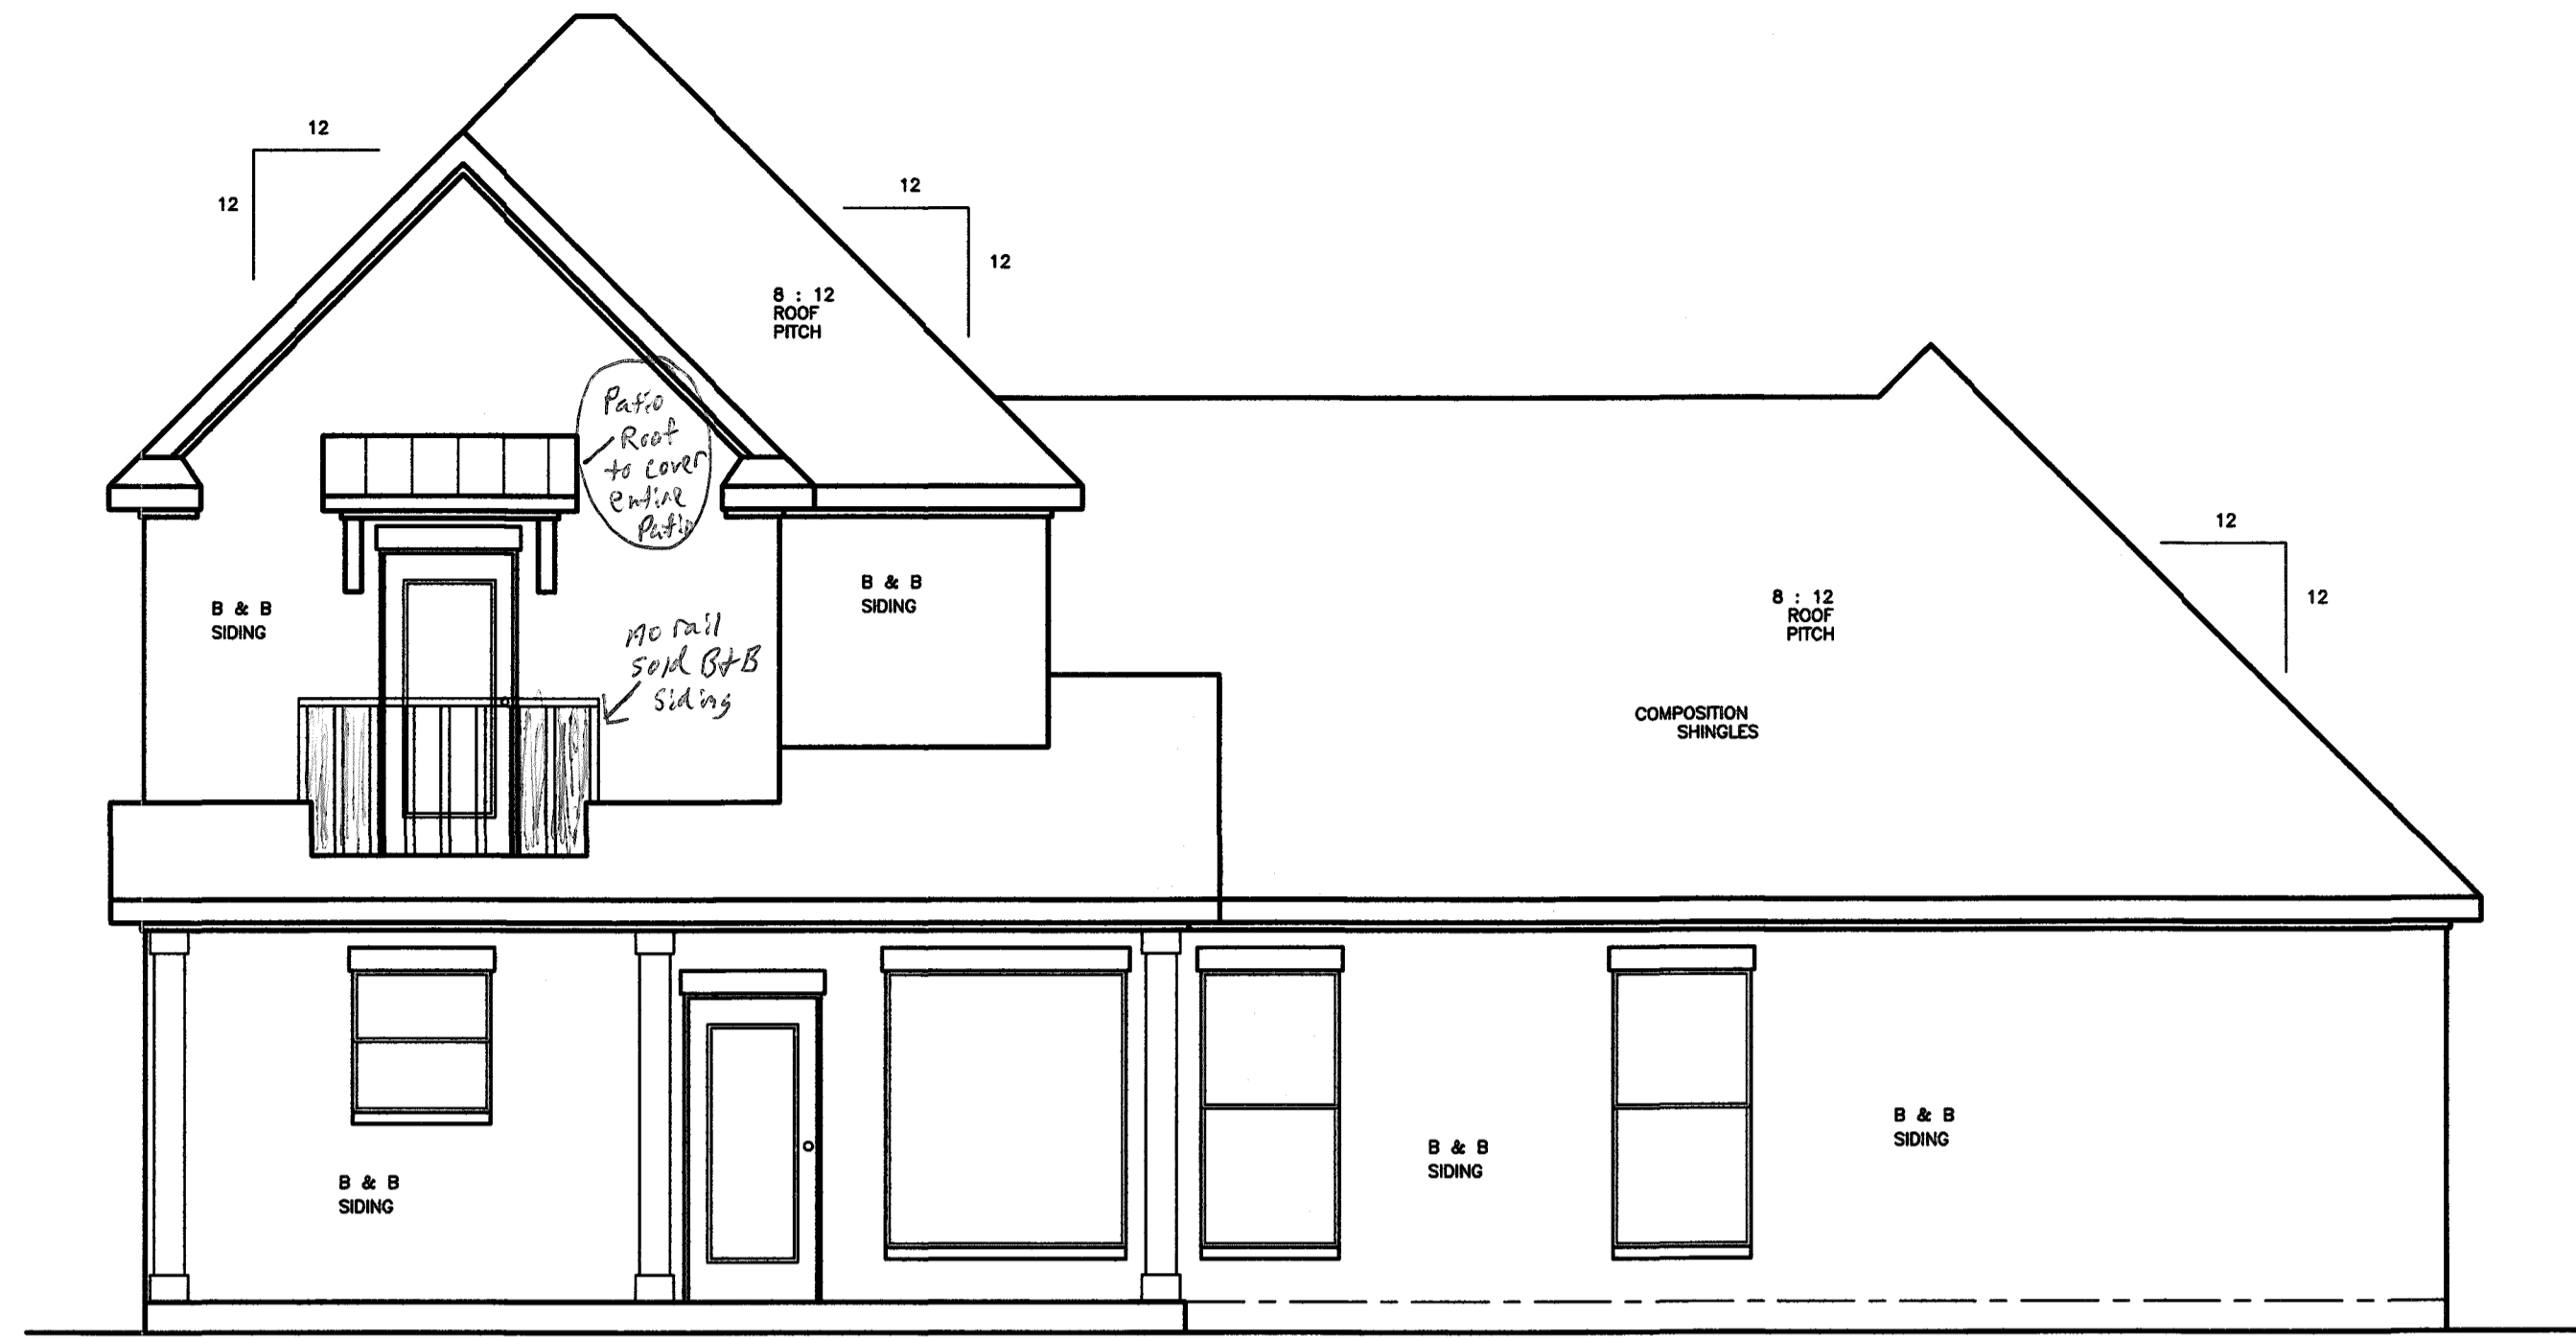 12
12
12
12
8 : 12
ROOF
PITCH
Patio
Roof
to cover
entire
Patio
12
12
B & B
SIDING
B & B
SIDING
8 : 12
ROOF
PITCH
no rail
sold B&B
siding
COMPOSITION
SHINGLES
B & B
SIDING
B & B
SIDING
B & B
SIDING